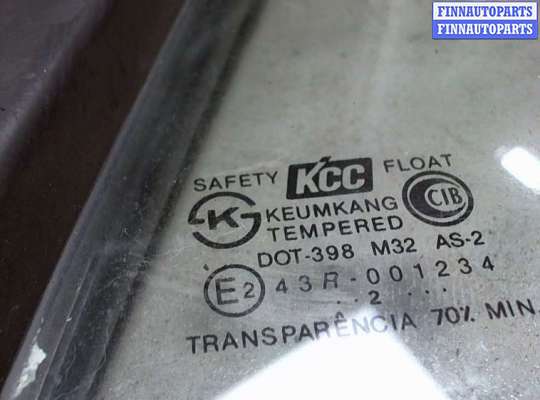 FINNAUTOPARTS
FINNAUTOPARTS
SAFETY KCC FLOAT
K KEUMKANG CIB
TEMPERED
DOT-398 M32 AS-2
E2 43R-001234
. . 2 . . .
TRANSPARÊNCIA 70% MIN.